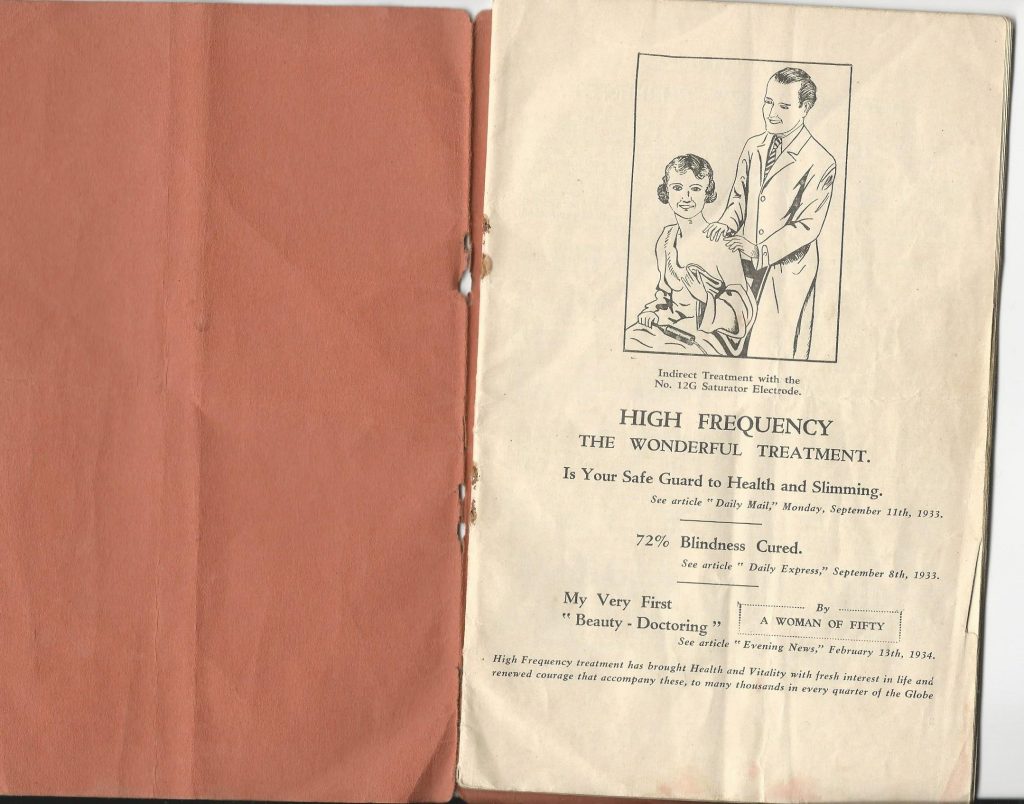 Indirect Treatment with the
No. 12G Saturator Electrode.
HIGH FREQUENCY
THE WONDERFUL TREATMENT.
Is Your Safe Guard to Health and Slimming.
See article "Daily Mail," Monday, September 11th, 1933.
72% Blindness Cured.
See article " Daily Express," September 8th, 1933.
My Very First
" Beauty - Doctoring "
By
A WOMAN OF FIFTY
See article " Evening News," February 13th, 1934.
High Frequency treatment has brought Health and Vitality with fresh interest in life and
renewed courage that accompany these, to many thousands in every quarter of the Globe